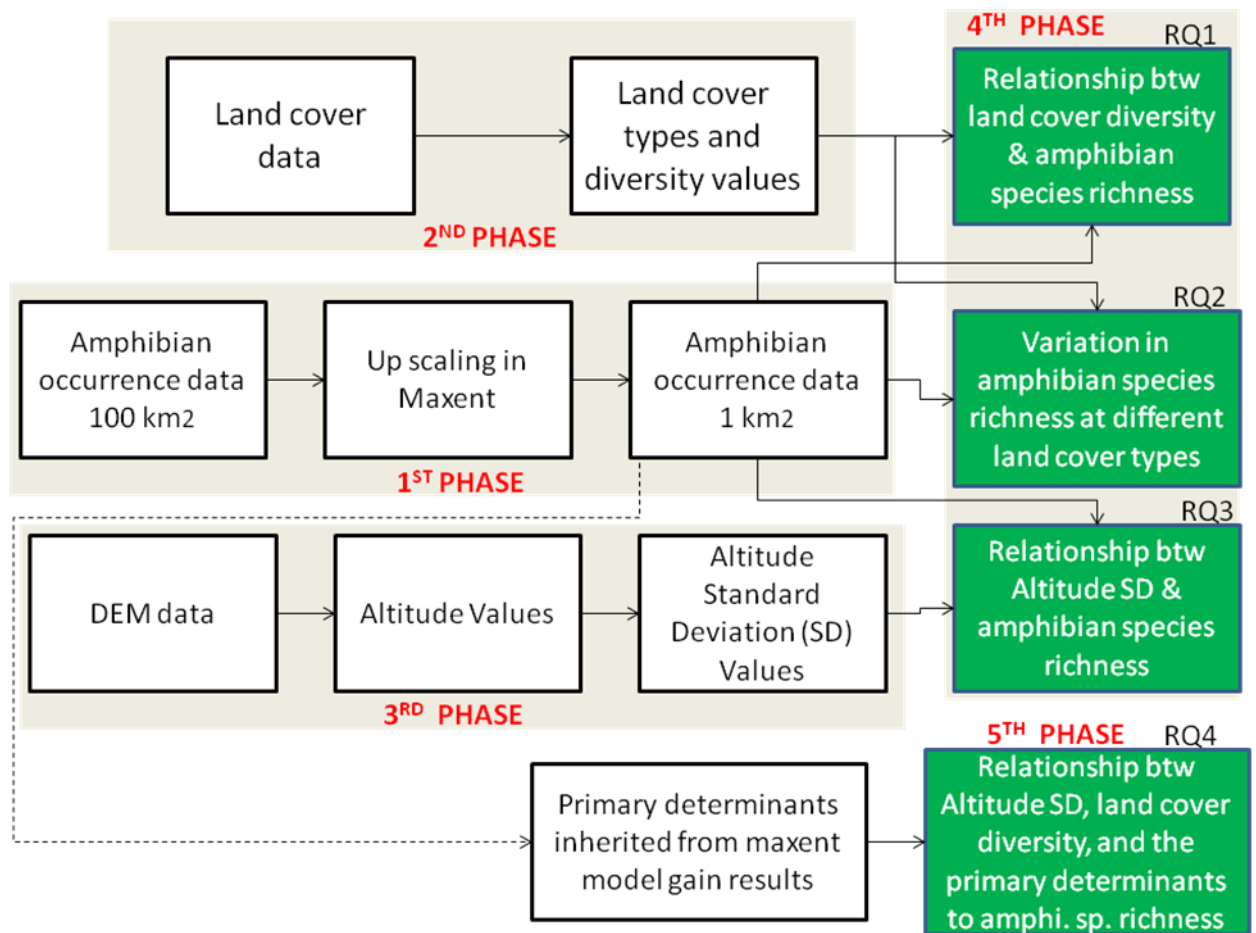 4TH PHASE
RQ1
Land cover
data
Land cover
types and
diversity values
2ND PHASE
Relationship btw
land cover diversity
& amphibian
species richness
Amphibian
occurrence data
100 km2
Up scaling in
Maxent
Amphibian
occurrence data
1 km2
1ST PHASE
RQ2
Variation in
amphibian species
richness at different
land cover types
DEM data
Altitude Values
Altitude
Standard
Deviation (SD)
Values
3RD PHASE
RQ3
Relationship btw
Altitude SD &
amphibian species
richness
Primary determinants
inherited from maxent
model gain results
5TH PHASE
RQ4
Relationship btw
Altitude SD, land cover
diversity, and the
primary determinants
to amphi. sp. richness